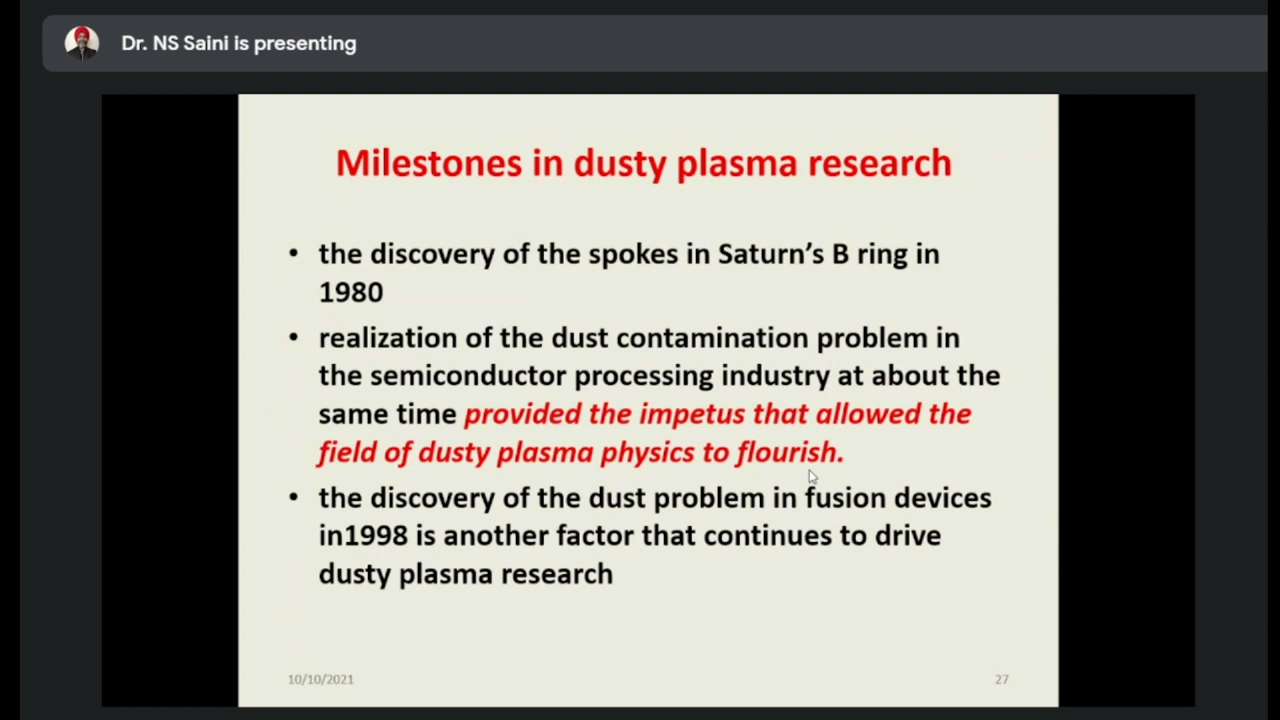 Dr. NS Saini is presenting
Milestones in dusty plasma research
• the discovery of the spokes in Saturn's B ring in
1980
• realization of the dust contamination problem in
the semiconductor processing industry at about the
same time provided the impetus that allowed the
field of dusty plasma physics to flourish.
• the discovery of the dust problem in fusion devices
in1998 is another factor that continues to drive
dusty plasma research
10/10/2021
27